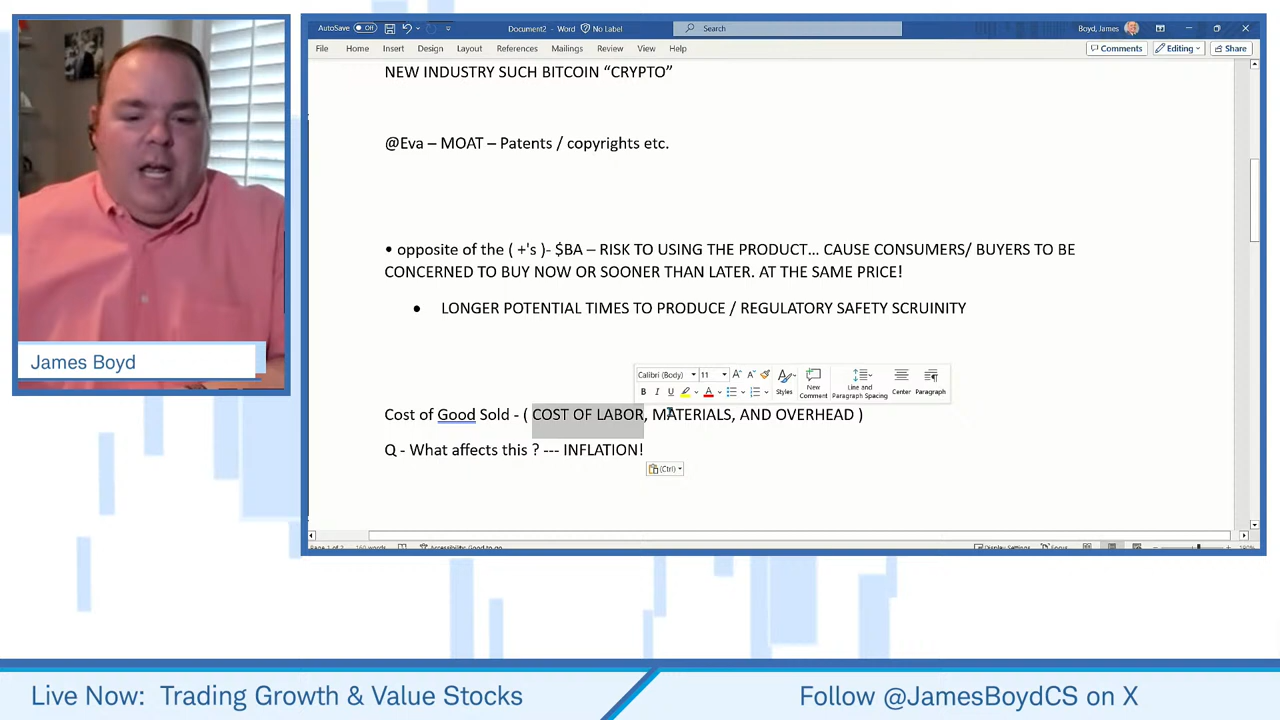 AutoSave Off Document2 - Word No Label Search Boyd, James
File Home Insert Design Layout References Mailings Review View Help Comments Editing Share
NEW INDUSTRY SUCH BITCOIN “CRYPTO”
@Eva – MOAT – Patents / copyrights etc.
• opposite of the ( +'s )- $BA – RISK TO USING THE PRODUCT… CAUSE CONSUMERS/ BUYERS TO BE
CONCERNED TO BUY NOW OR SOONER THAN LATER. AT THE SAME PRICE!
• LONGER POTENTIAL TIMES TO PRODUCE / REGULATORY SAFETY SCRUINITY
James Boyd
Calibri (Body) 11 A A
B I U A Styles New Comment Line and Paragraph Spacing Center Paragraph
Cost of Good Sold - ( COST OF LABOR, MATERIALS, AND OVERHEAD )
Q - What affects this ? --- INFLATION!
(Ctrl)
Live Now: Trading Growth & Value Stocks Follow @JamesBoydCS on X